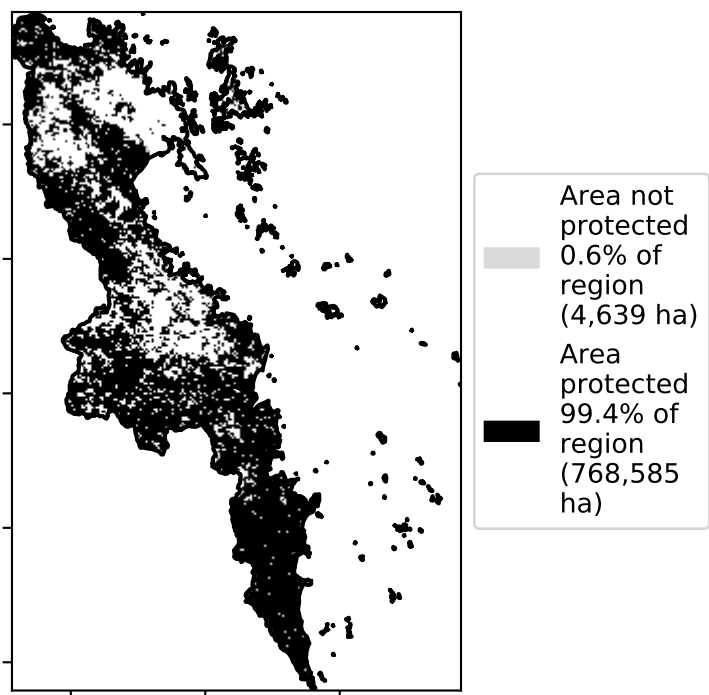 Area not
protected
0.6% of
region
(4,639 ha)
Area
protected
99.4% of
region
(768,585
ha)